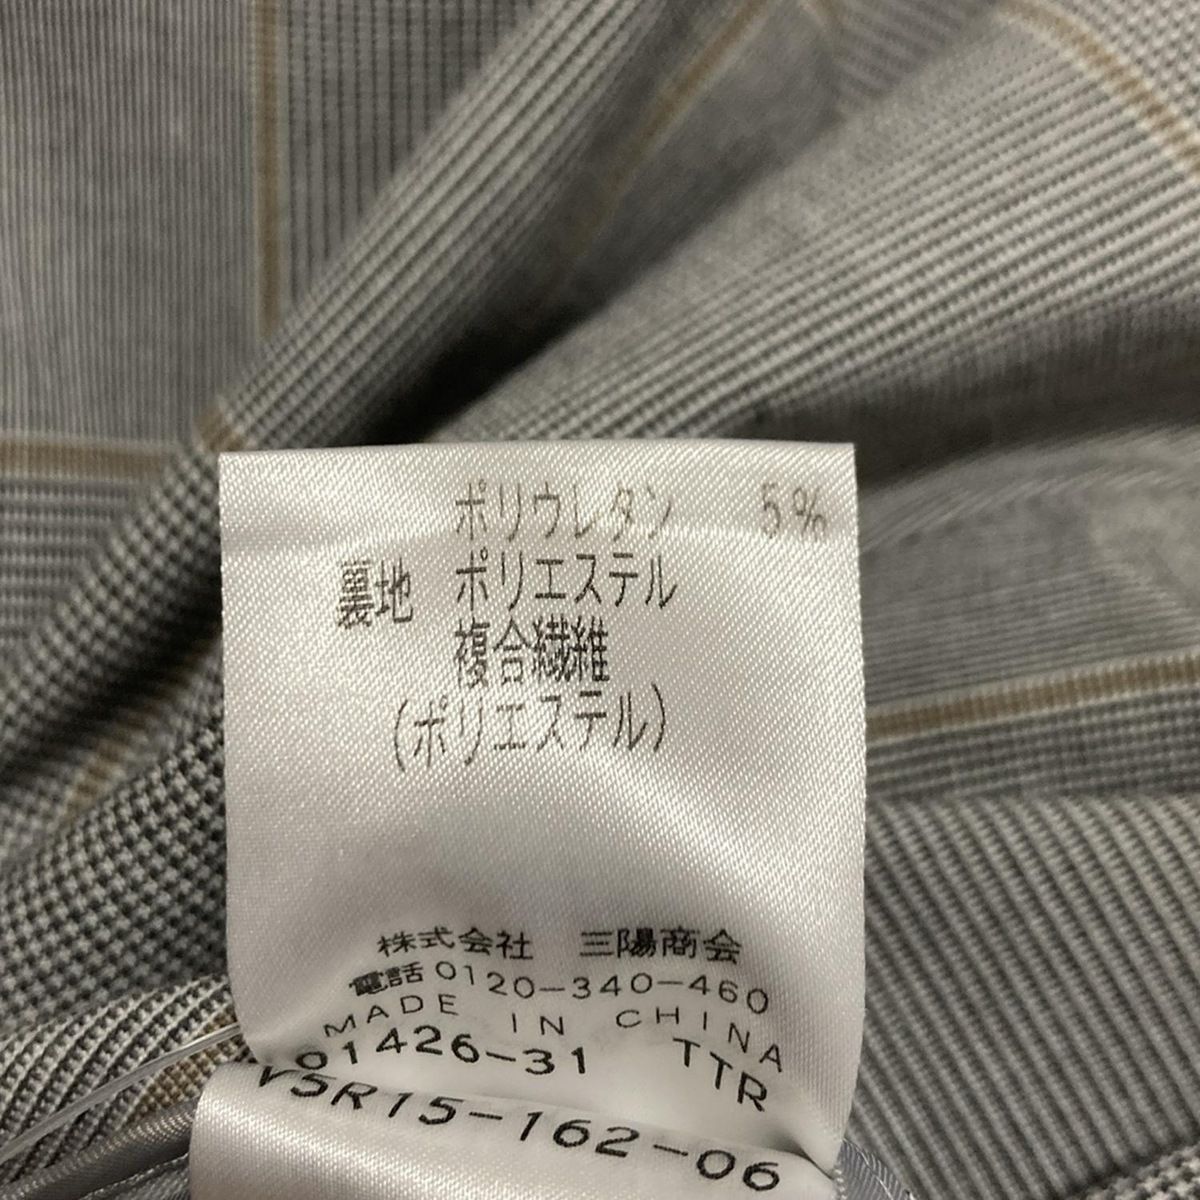 ポリウレタン 5%
裏地 ポリエステル
複合繊維
(ポリエステル)
株式会社 三陽商会
電話0120-340-460
MADE IN CHINA
01426-31 TTR
V5R15-162-06